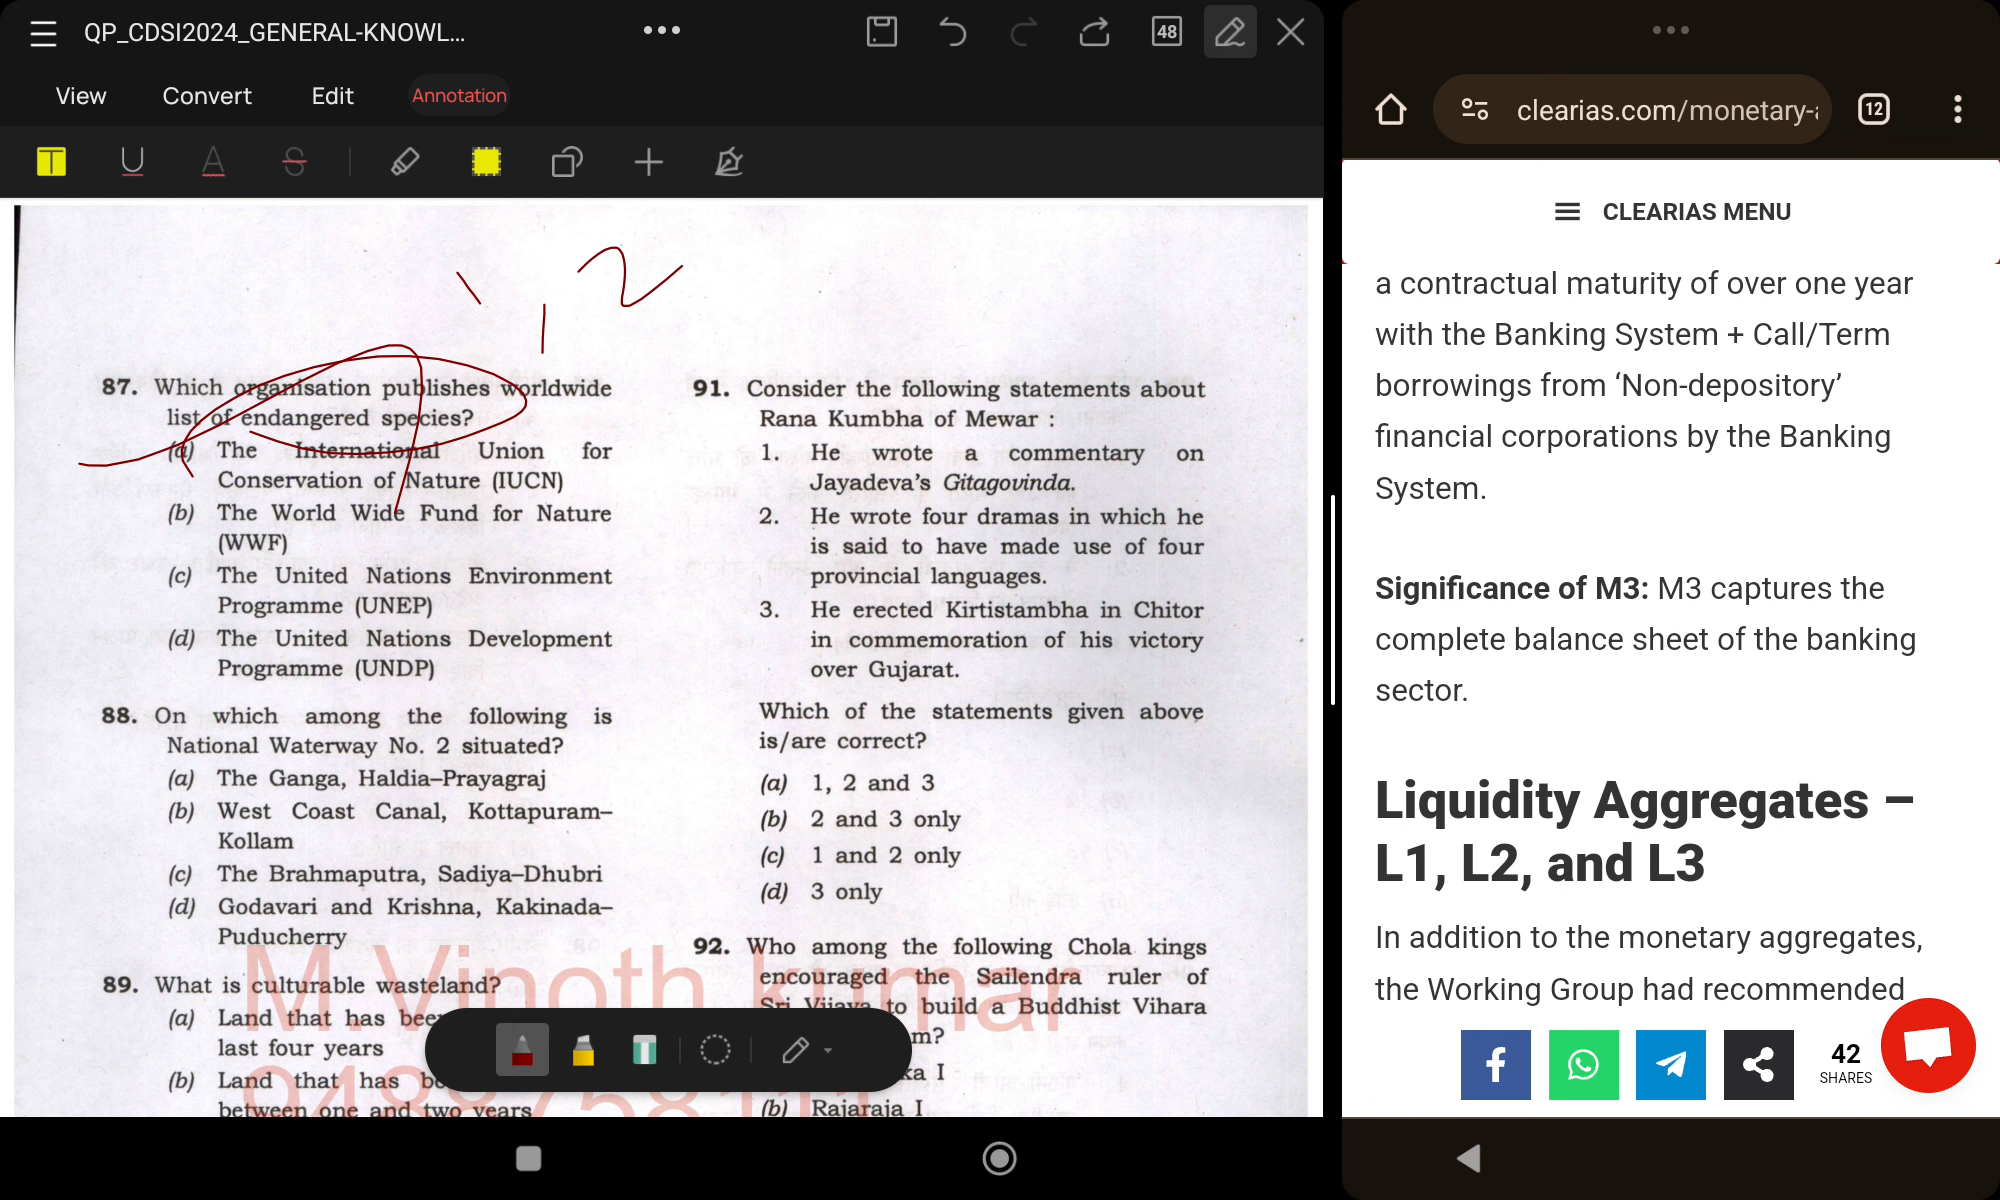 QP_CDSI2024_GENERAL-KNOWL...
48
View Convert Edit Annotation
1, 2
87. Which organisation publishes worldwide
list of endangered species?
(a) The International Union for
Conservation of Nature (IUCN)
(b) The World Wide Fund for Nature
(WWF)
(c) The United Nations Environment
Programme (UNEP)
(d) The United Nations Development
Programme (UNDP)
88. On which among the following is
National Waterway No. 2 situated?
(a) The Ganga, Haldia–Prayagraj
(b) West Coast Canal, Kottapuram–
Kollam
(c) The Brahmaputra, Sadiya–Dhubri
(d) Godavari and Krishna, Kakinada–
Puducherry
89. What is culturable wasteland?
(a) Land that has been
last four years
(b) Land that has
between one and two years
91. Consider the following statements about
Rana Kumbha of Mewar :
1. He wrote a commentary on
Jayadeva's Gitagovinda.
2. He wrote four dramas in which he
is said to have made use of four
provincial languages.
3. He erected Kirtistambha in Chitor
in commemoration of his victory
over Gujarat.
Which of the statements given above
is/are correct?
(a) 1, 2 and 3
(b) 2 and 3 only
(c) 1 and 2 only
(d) 3 only
92. Who among the following Chola kings
encouraged the Sailendra ruler of
Sri Vijaya to build a Buddhist Vihara
m?
ka I
(b) Rajaraja I
M.Vinoth kumar
9488758111
clearias.com/monetary-a
12
CLEARIAS MENU
a contractual maturity of over one year
with the Banking System + Call/Term
borrowings from ‘Non-depository’
financial corporations by the Banking
System.
Significance of M3: M3 captures the
complete balance sheet of the banking
sector.
Liquidity Aggregates –
L1, L2, and L3
In addition to the monetary aggregates,
the Working Group had recommended
42
SHARES